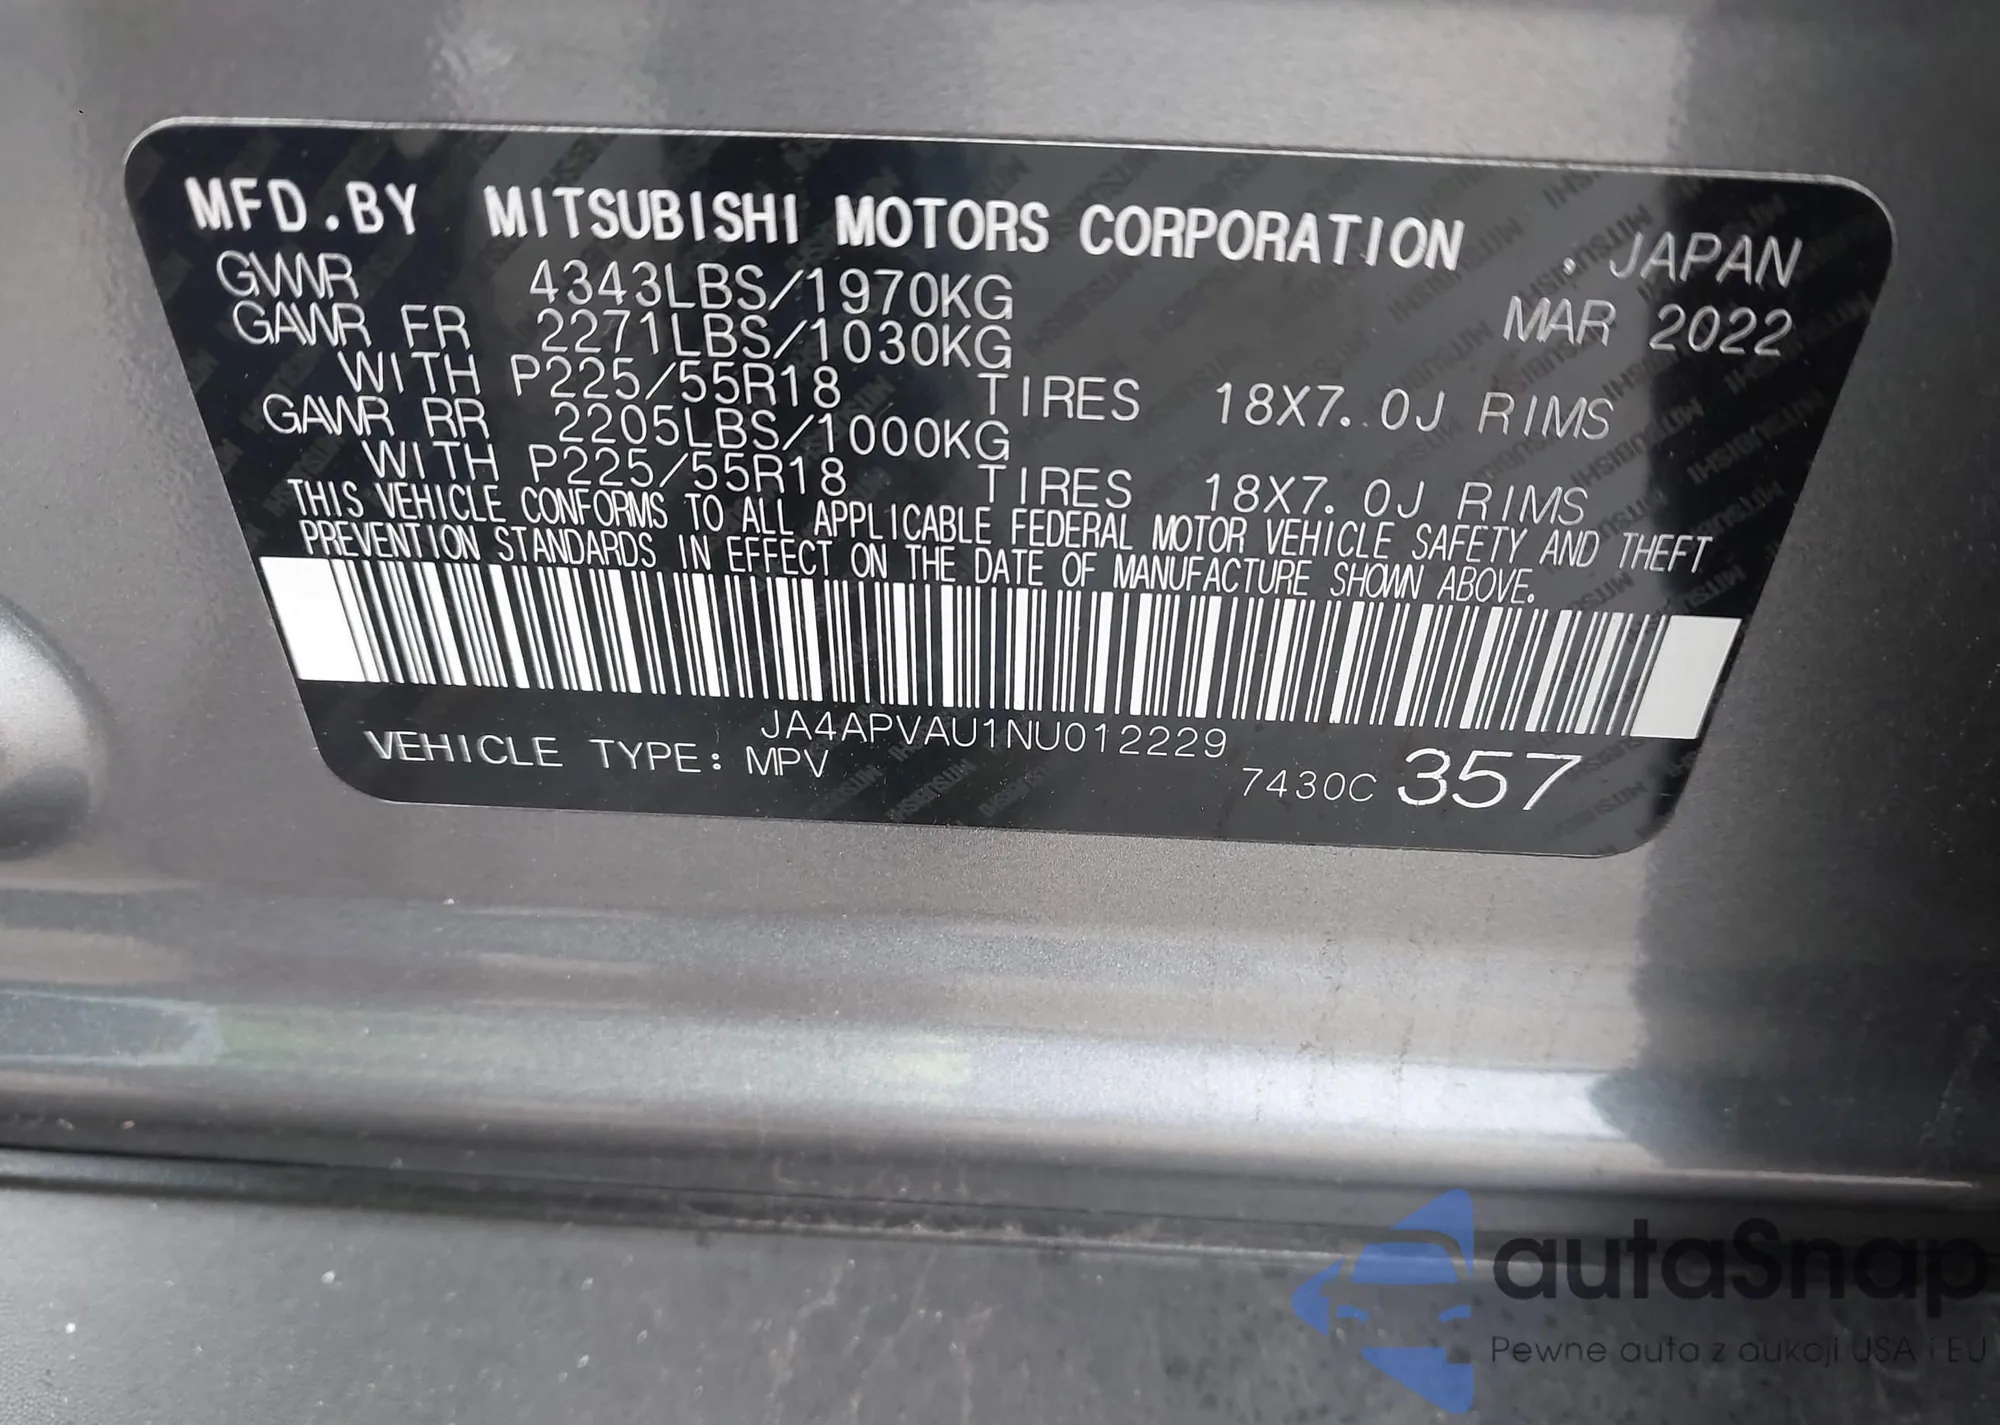 MFD.BY MITSUBISHI MOTORS CORPORATION . JAPAN
GVWR 4343LBS/1970KG MAR 2022
GAWR FR 2271LBS/1030KG
WITH P225/55R18 TIRES 18X7.0J RIMS
GAWR RR 2205LBS/1000KG
WITH P225/55R18 TIRES 18X7.0J RIMS
THIS VEHICLE CONFORMS TO ALL APPLICABLE FEDERAL MOTOR VEHICLE SAFETY AND THEFT
PREVENTION STANDARDS IN EFFECT ON THE DATE OF MANUFACTURE SHOWN ABOVE.
JA4APVAU1NU012229
VEHICLE TYPE: MPV 7430C 357
autaSnap
Pewne auta z aukcji USA i EU